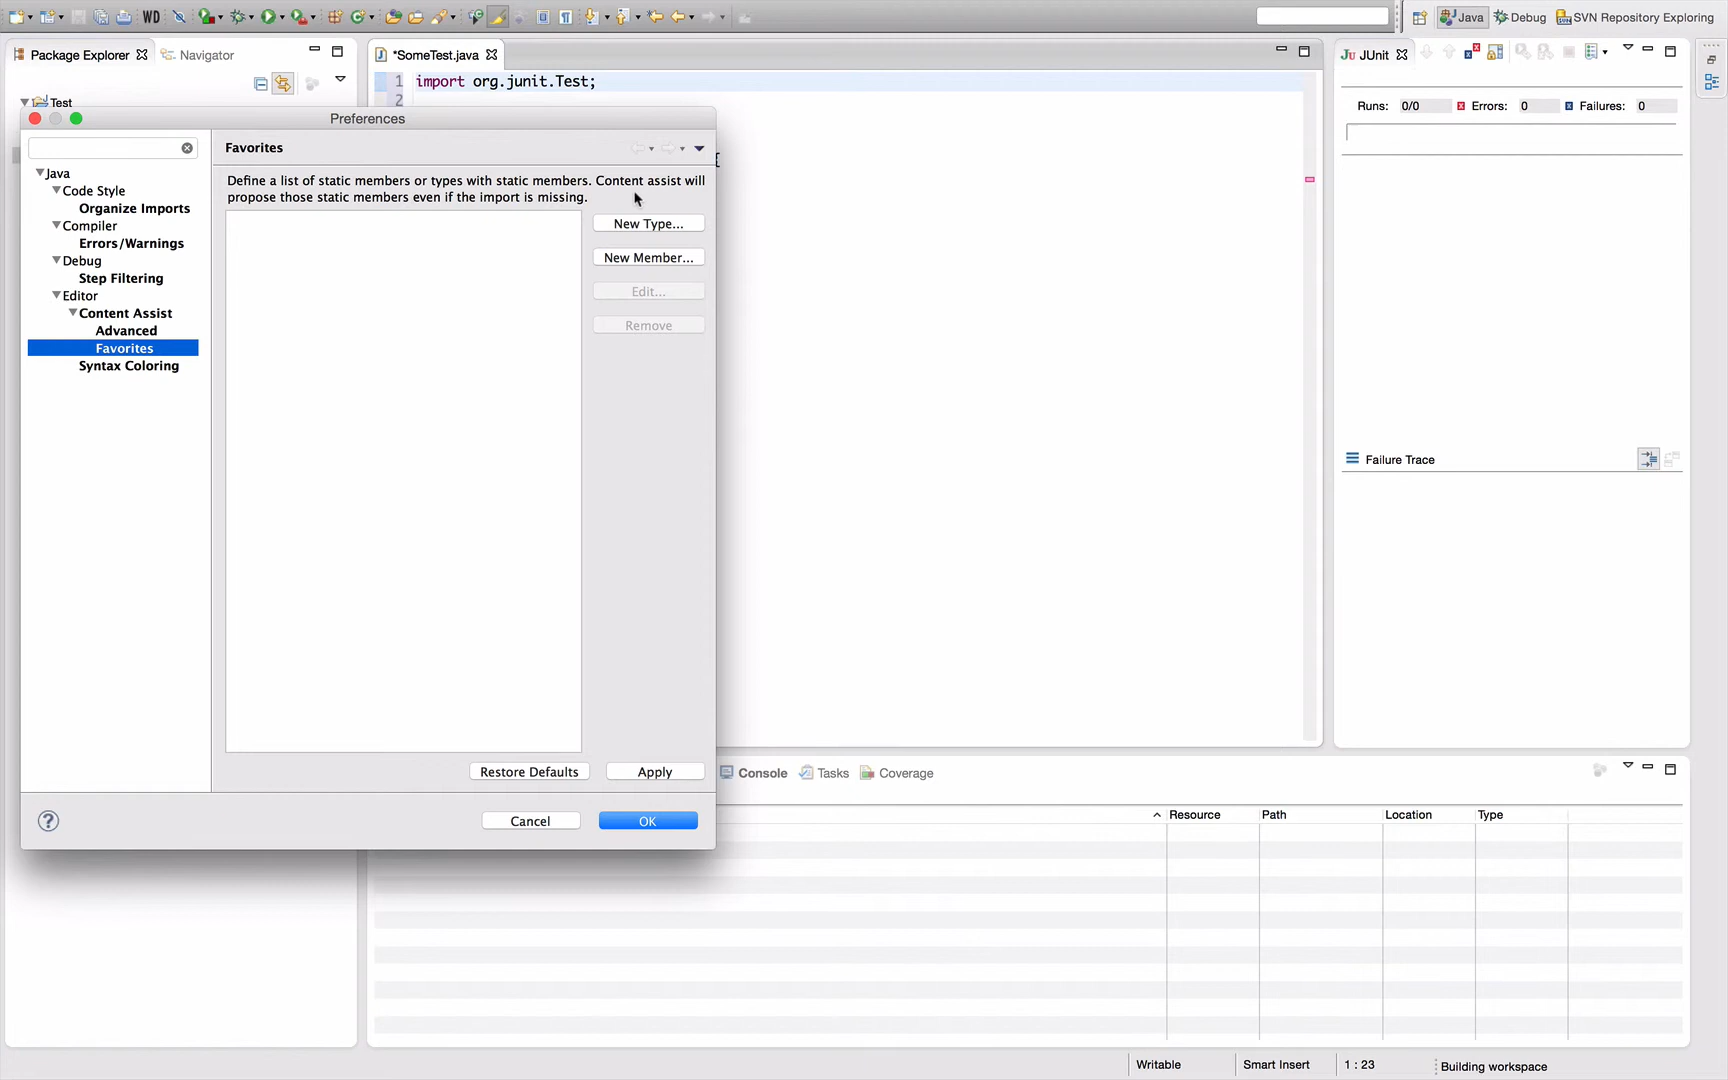 WD
Java
Debug
SVN Repository Exploring
Package Explorer
Navigator
*SomeTest.java
JUnit
1 import org.junit.Test;
2
Test
Runs: 0/0 Errors: 0 Failures: 0
Preferences
Favorites
Define a list of static members or types with static members. Content assist will
propose those static members even if the import is missing.
Java
Code Style
Organize Imports
Compiler
Errors/Warnings
Debug
Step Filtering
Editor
Content Assist
Advanced
Favorites
Syntax Coloring
New Type...
New Member...
Edit...
Remove
Restore Defaults
Apply
Cancel
OK
Failure Trace
Console
Tasks
Coverage
Resource Path Location Type
Writable Smart Insert 1 : 23 Building workspace